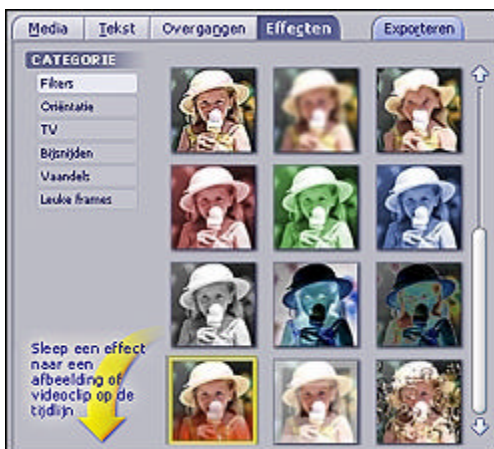 Media Tekst Overgangen Effecten Exporteren
CATEGORIE
Filters
Oriëntatie
TV
Bijsnijden
Vaandels
Leuke frames
Sleep een effect
naar een
afbeelding of
videoclip op de
tijdlijn